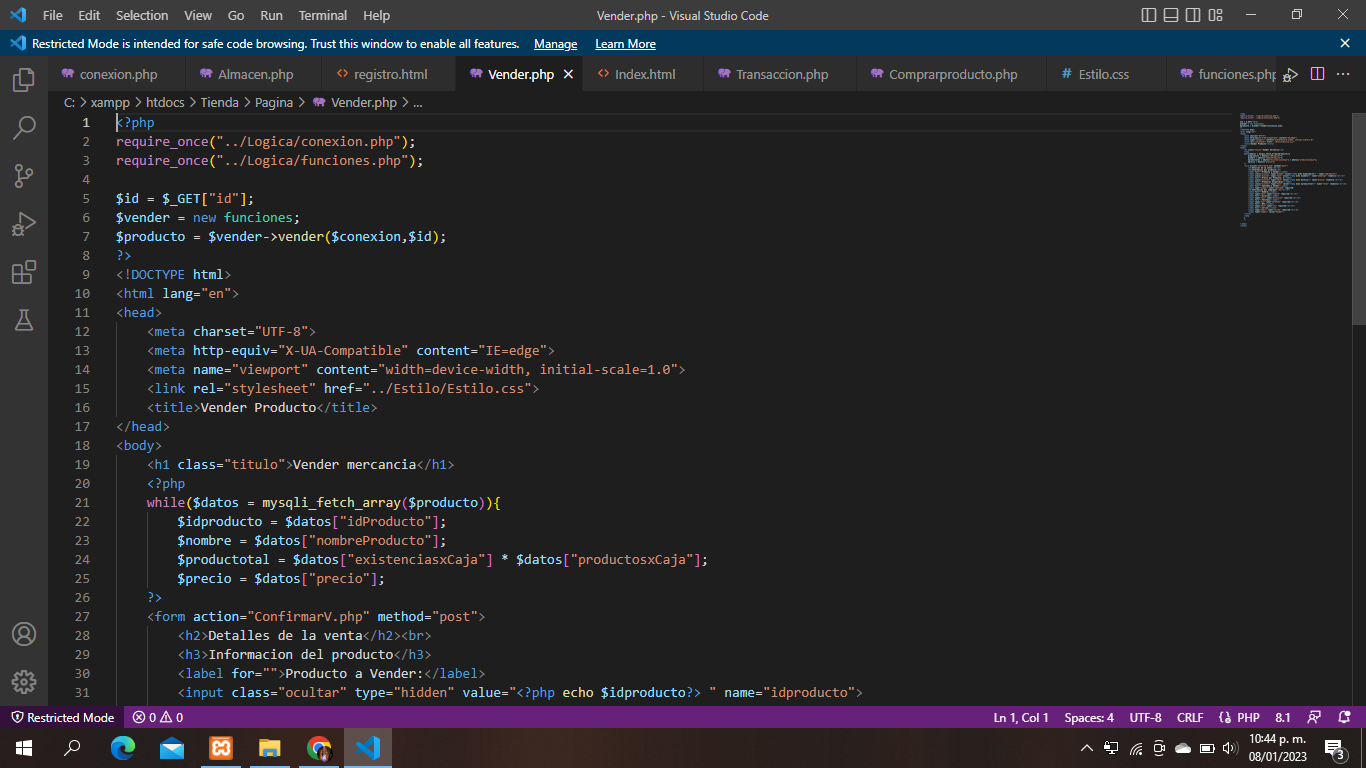 File Edit Selection View Go Run Terminal Help Vender.php - Visual Studio Code
Restricted Mode is intended for safe code browsing. Trust this window to enable all features. Manage Learn More
conexion.php Almacen.php registro.html Vender.php Index.html Transaccion.php Comprarproducto.php Estilo.css funciones.php
C: > xampp > htdocs > Tienda > Pagina > Vender.php > ...
1 <?php
2 require_once("../Logica/conexion.php");
3 require_once("../Logica/funciones.php");
4
5 $id = $_GET["id"];
6 $vender = new funciones;
7 $producto = $vender->vender($conexion,$id);
8 ?>
9 <!DOCTYPE html>
10 <html lang="en">
11 <head>
12 <meta charset="UTF-8">
13 <meta http-equiv="X-UA-Compatible" content="IE=edge">
14 <meta name="viewport" content="width=device-width, initial-scale=1.0">
15 <link rel="stylesheet" href="../Estilo/Estilo.css">
16 <title>Vender Producto</title>
17 </head>
18 <body>
19 <h1 class="titulo">Vender mercancia</h1>
20 <?php
21 while($datos = mysqli_fetch_array($producto)){
22 $idproducto = $datos["idProducto"];
23 $nombre = $datos["nombreProducto"];
24 $productotal = $datos["existenciasxCaja"] * $datos["productosxCaja"];
25 $precio = $datos["precio"];
26 ?>
27 <form action="ConfirmarV.php" method="post">
28 <h2>Detalles de la venta</h2><br>
29 <h3>Informacion del producto</h3>
30 <label for="">Producto a Vender:</label>
31 <input class="ocultar" type="hidden" value="<?php echo $idproducto?> " name="idproducto">
Restricted Mode 0 0 Ln 1, Col 1 Spaces: 4 UTF-8 CRLF PHP 8.1
10:44 p. m.
08/01/2023
3